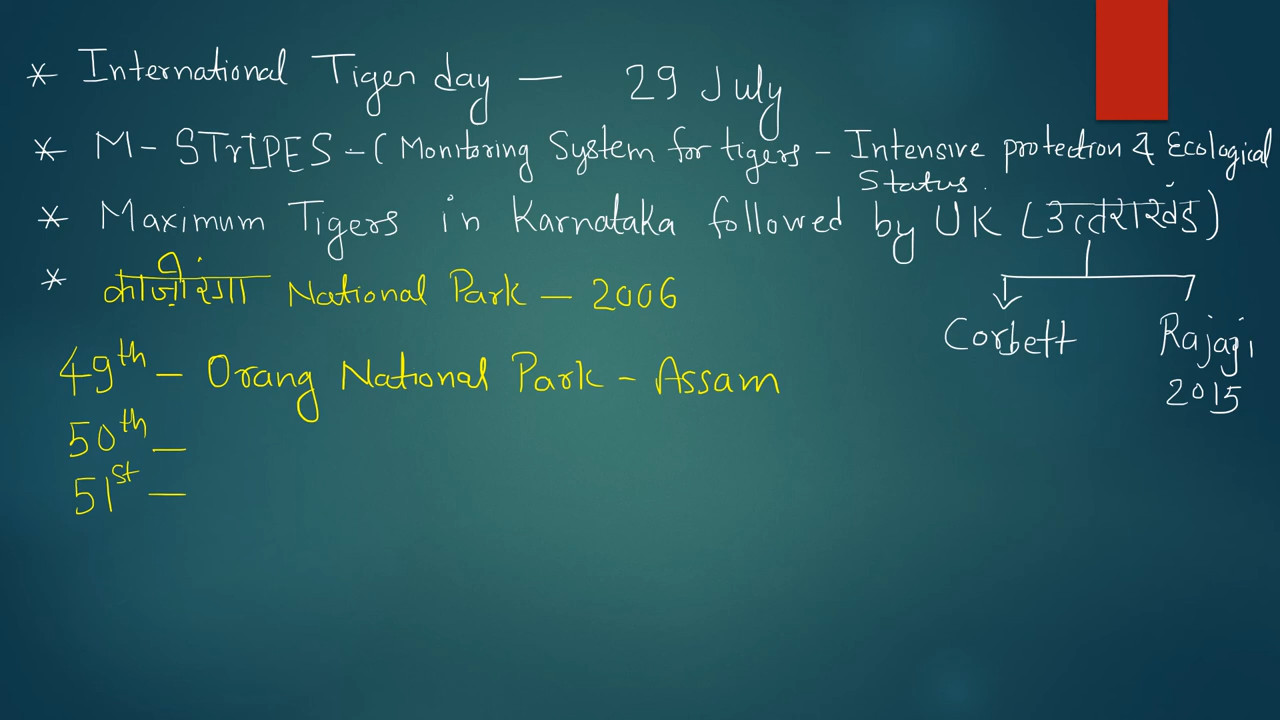 * International Tiger day — 29 July
* M-STrIPES - ( Monitoring System for tigers - Intensive protection & Ecological
Status.
* Maximum Tigers in Karnataka followed by UK (उत्तराखंड)
* काज़ीरंगा National Park - 2006
Corbett Rajaji
2015
49th - Orang National Park - Assam
50th -
51st -